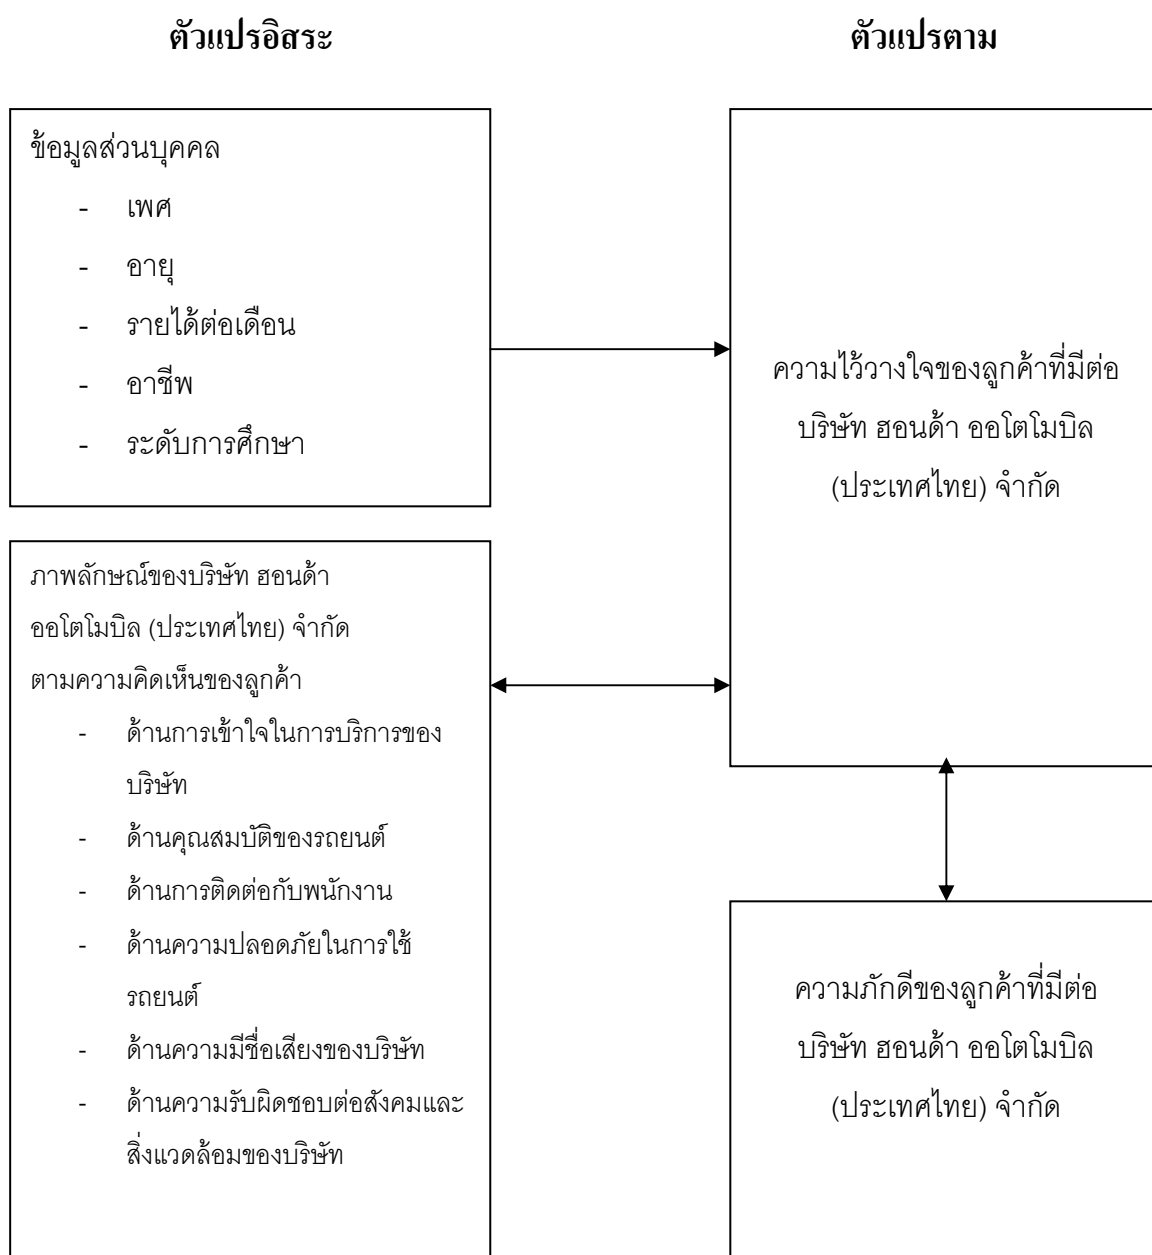 ตัวแปรอิสระ
ตัวแปรตาม
ข้อมูลส่วนบุคคล
- เพศ
- อายุ
- รายได้ต่อเดือน
- อาชีพ
- ระดับการศึกษา
ภาพลักษณ์ของบริษัท ฮอนด้า
ออโตโมบิล (ประเทศไทย) จำกัด
ตามความคิดเห็นของลูกค้า
- ด้านการเข้าใจในการบริการของ
บริษัท
- ด้านคุณสมบัติของรถยนต์
- ด้านการติดต่อกับพนักงาน
- ด้านความปลอดภัยในการใช้
รถยนต์
- ด้านความมีชื่อเสียงของบริษัท
- ด้านความรับผิดชอบต่อสังคมและ
สิ่งแวดล้อมของบริษัท
ความไว้วางใจของลูกค้าที่มีต่อ
บริษัท ฮอนด้า ออโตโมบิล
(ประเทศไทย) จำกัด
ความภักดีของลูกค้าที่มีต่อ
บริษัท ฮอนด้า ออโตโมบิล
(ประเทศไทย) จำกัด